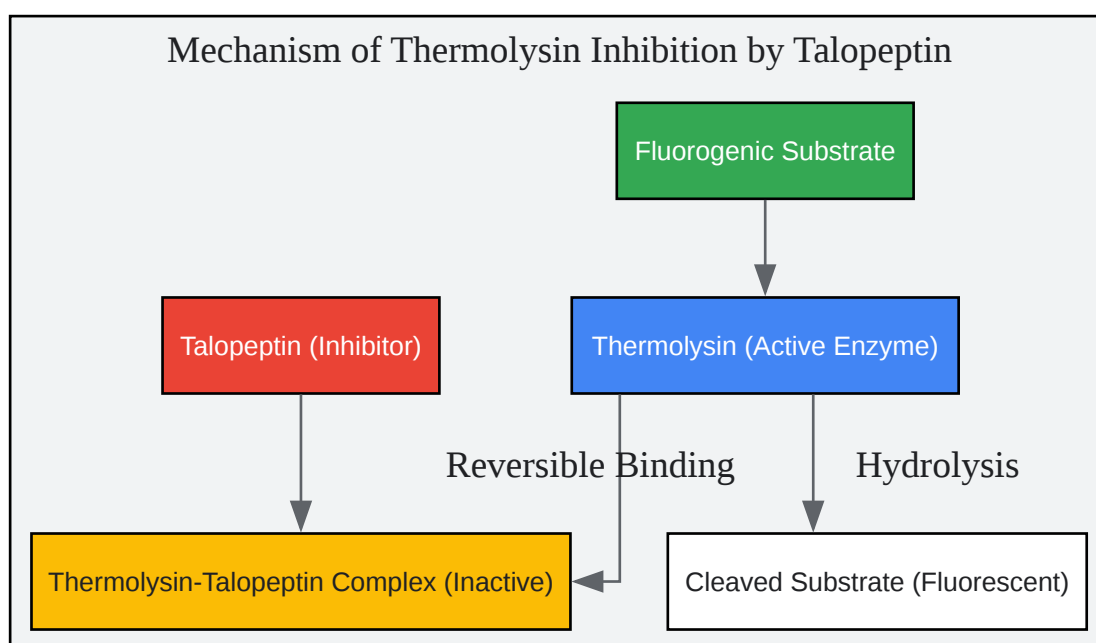 Mechanism of Thermolysin Inhibition by Talopeptin
Fluorogenic Substrate
Talopeptin (Inhibitor)
Thermolysin (Active Enzyme)
Reversible Binding
Hydrolysis
Thermolysin-Talopeptin Complex (Inactive)
Cleaved Substrate (Fluorescent)